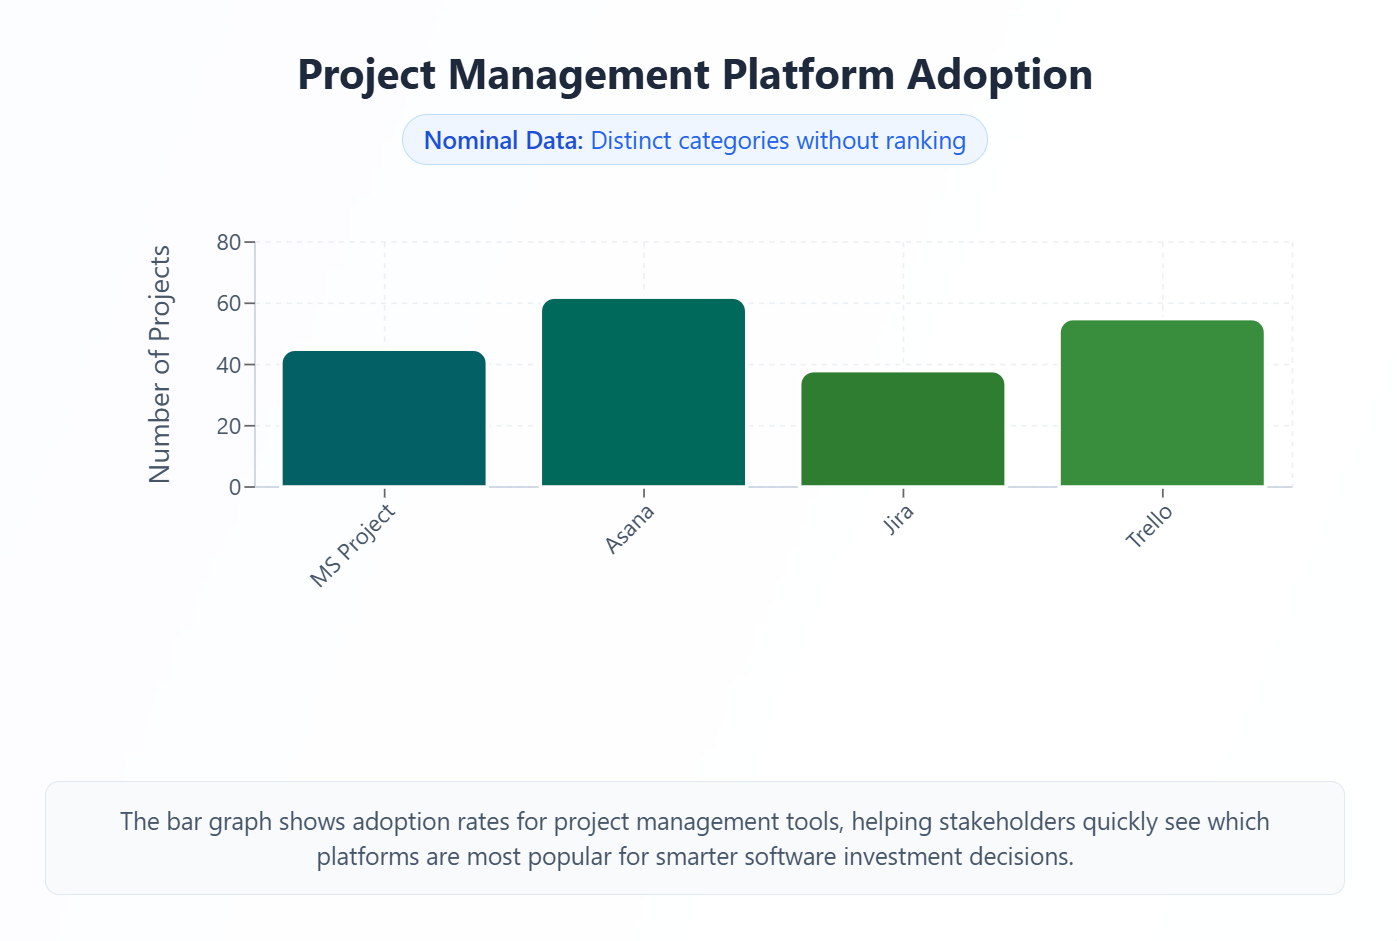 Project Management Platform Adoption
Nominal Data: Distinct categories without ranking
Number of Projects
80
60
40
20
0
MS Project
Asana
Jira
Trello
The bar graph shows adoption rates for project management tools, helping stakeholders quickly see which
platforms are most popular for smarter software investment decisions.